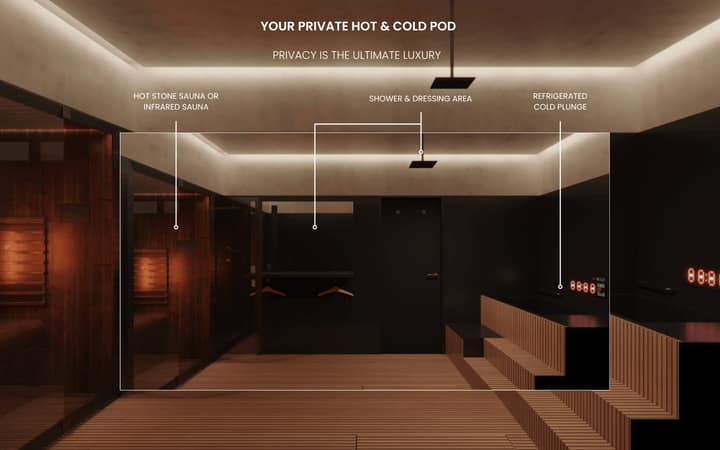 YOUR PRIVATE HOT & COLD POD
PRIVACY IS THE ULTIMATE LUXURY
HOT STONE SAUNA OR
INFRARED SAUNA
SHOWER & DRESSING AREA
REFRIGERATED
COLD PLUNGE